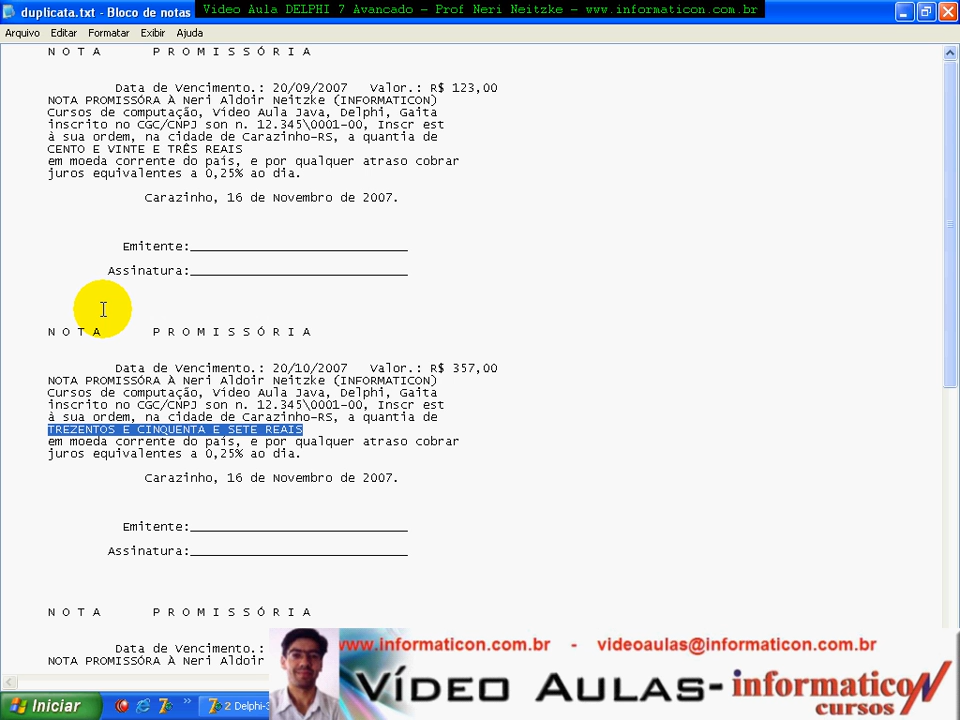 duplicata.txt - Bloco de notas
Video Aula DELPHI 7 Avancado - Prof Neri Neitzke - www.informaticon.com.br
Arquivo Editar Formatar Exibir Ajuda
N O T A P R O M I S S Ó R I A
Data de Vencimento.: 20/09/2007 Valor.: R$ 123,00
NOTA PROMISSÓRA À Neri Aldoir Neitzke (INFORMATICON)
Cursos de computação, Vídeo Aula Java, Delphi, Gaita
inscrito no CGC/CNPJ son n. 12.345\0001-00, Inscr est
à sua ordem, na cidade de Carazinho-RS, a quantia de
CENTO E VINTE E TRÊS REAIS
em moeda corrente do país, e por qualquer atraso cobrar
juros equivalentes a 0,25% ao dia.
Carazinho, 16 de Novembro de 2007.
Emitente:
Assinatura:
N O T A P R O M I S S Ó R I A
Data de Vencimento.: 20/10/2007 Valor.: R$ 357,00
NOTA PROMISSÓRA À Neri Aldoir Neitzke (INFORMATICON)
Cursos de computação, Vídeo Aula Java, Delphi, Gaita
inscrito no CGC/CNPJ son n. 12.345\0001-00, Inscr est
à sua ordem, na cidade de Carazinho-RS, a quantia de
TREZENTOS E CINQUENTA E SETE REAIS
em moeda corrente do país, e por qualquer atraso cobrar
juros equivalentes a 0,25% ao dia.
Carazinho, 16 de Novembro de 2007.
Emitente:
Assinatura:
N O T A P R O M I S S Ó R I A
Data de Vencimento.: 20
NOTA PROMISSÓRA À Neri Aldoir
www.informaticon.com.br - videoaulas@informaticon.com.br
VÍDEO AULAS- informaticon
cursos
Iniciar
2 Delphi-3